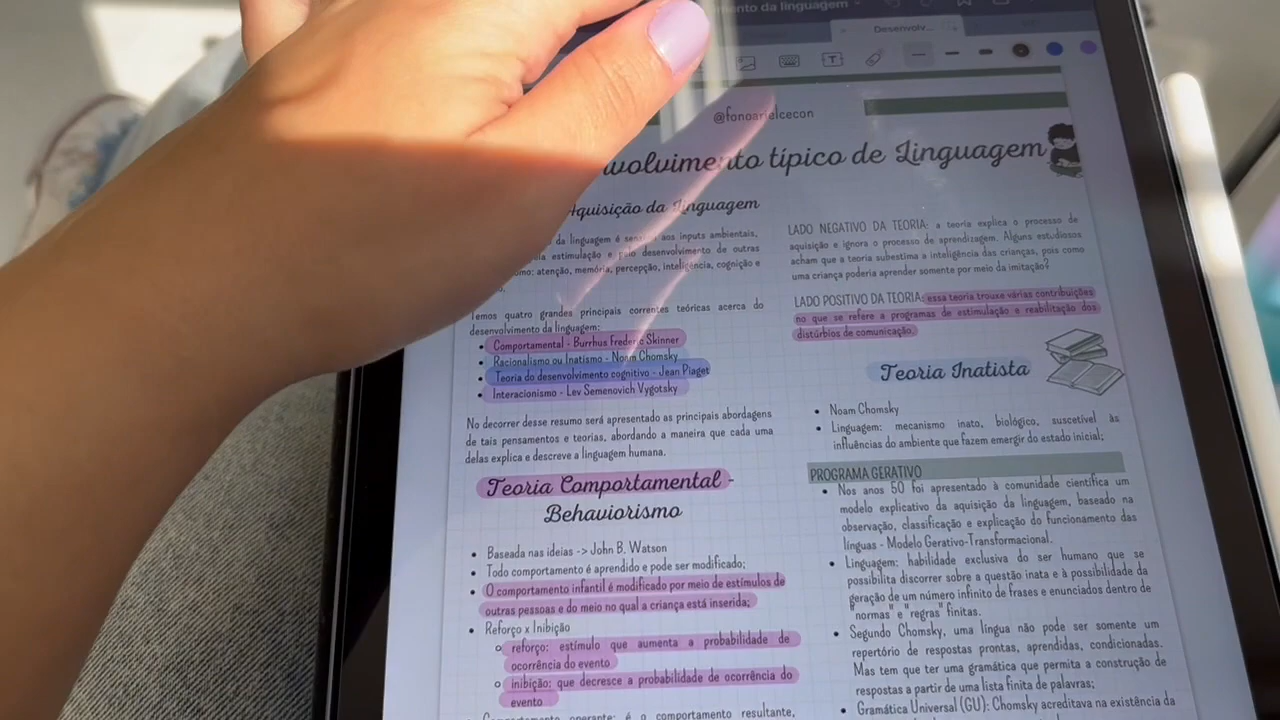 mento da linguagem
Desenvolv...
@fonoarielcecon
nvolvimento típico de Linguagem
Aquisição da Linguagem
da linguagem é aos inputs ambientais,
estimulação e pelo desenvolvimento de outras
como: atenção, memória, percepção, inteligência, cognição e
Temos quatro grandes principais correntes teóricas acerca do
desenvolvimento da linguagem:
• Comportamental - Burrhus Frederic Skinner
• Racionalismo ou Inatismo - Noam Chomsky
• Teoria do desenvolvimento cognitivo - Jean Piaget
• Interacionismo - Lev Semenovich Vygotsky
No decorrer desse resumo será apresentado as principais abordagens
de tais pensamentos e teorias, abordando a maneira que cada uma
delas explica e descreve a linguagem humana.
Teoria Comportamental -
Behaviorismo
• Baseada nas ideias -> John B. Watson
• Todo comportamento é aprendido e pode ser modificado;
• O comportamento infantil é modificado por meio de estímulos de
outras pessoas e do meio no qual a criança está inserida;
• Reforço x Inibição
o reforço: estímulo que aumenta a probabilidade de
ocorrência do evento
o inibição: que decresce a probabilidade de ocorrência do
evento
• Comportamento operante: é o comportamento resultante,
LADO NEGATIVO DA TEORIA: a teoria explica o processo de
aquisição e ignora o processo de aprendizagem. Alguns estudiosos
acham que a teoria subestima a inteligência das crianças, pois como
uma criança poderia aprender somente por meio da imitação?
LADO POSITIVO DA TEORIA: essa teoria trouxe várias contribuições
no que se refere a programas de estimulação e reabilitação dos
distúrbios de comunicação.
Teoria Inatista
• Noam Chomsky
• Linguagem: mecanismo inato, biológico, suscetível às
influências do ambiente que fazem emergir do estado inicial;
PROGRAMA GERATIVO
• Nos anos 50 foi apresentado à comunidade científica um
modelo explicativo da aquisição da linguagem, baseado na
observação, classificação e explicação do funcionamento das
línguas - Modelo Gerativo-Transformacional.
• Linguagem: habilidade exclusiva do ser humano que se
possibilita discorrer sobre a questão inata e à possibilidade da
geração de um número infinito de frases e enunciados dentro de
"normas" e "regras" finitas.
• Segundo Chomsky, uma língua não pode ser somente um
repertório de respostas prontas, aprendidas, condicionadas.
Mas tem que ter uma gramática que permita a construção de
respostas a partir de uma lista finita de palavras;
• Gramática Universal (GU): Chomsky acreditava na existência da